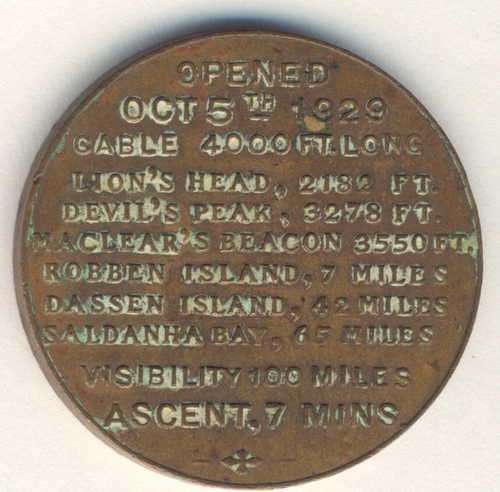 OPENED
OCT 5TH 1929
CABLE 4000 FT. LONG
LION'S HEAD, 2182 FT.
DEVIL'S PEAK, 3278 FT.
MACLEAR'S BEACON 3550 FT.
ROBBEN ISLAND, 7 MILES
DASSEN ISLAND, 42 MILES
SALDANHA BAY, 65 MILES
VISIBILITY 100 MILES
ASCENT, 7 MINS